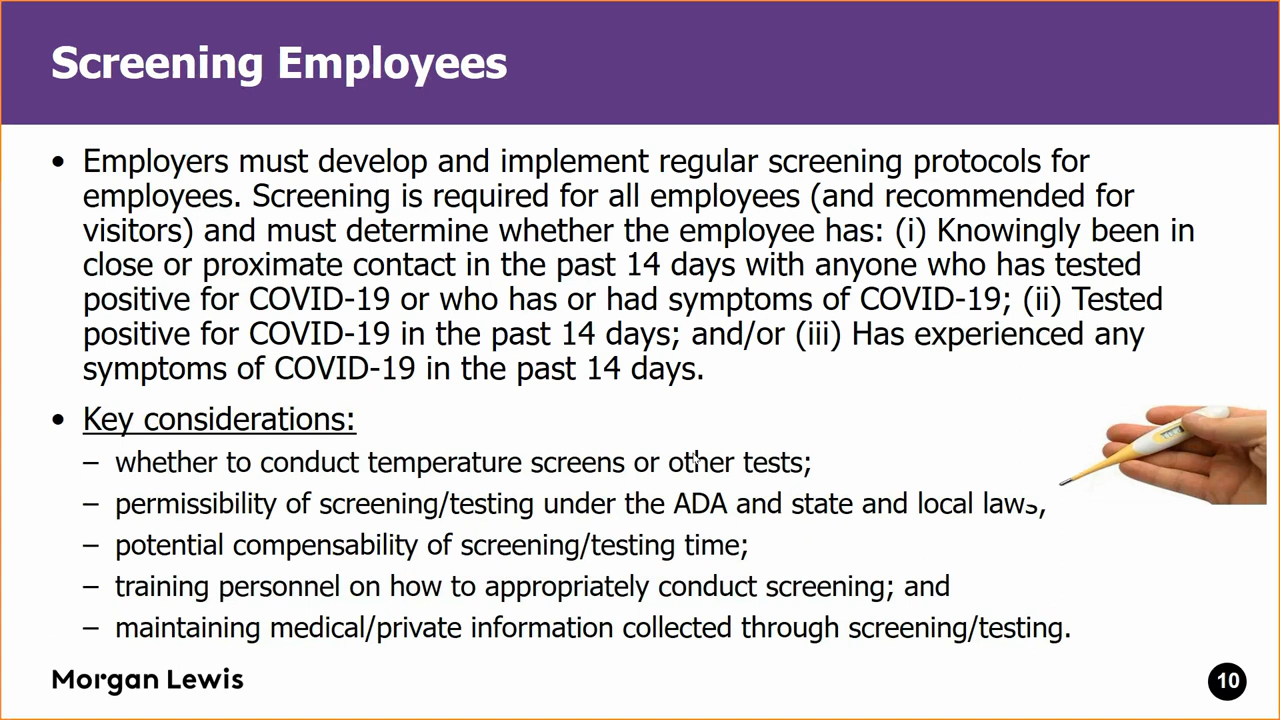 Screening Employees
• Employers must develop and implement regular screening protocols for
employees. Screening is required for all employees (and recommended for
visitors) and must determine whether the employee has: (i) Knowingly been in
close or proximate contact in the past 14 days with anyone who has tested
positive for COVID-19 or who has or had symptoms of COVID-19; (ii) Tested
positive for COVID-19 in the past 14 days; and/or (iii) Has experienced any
symptoms of COVID-19 in the past 14 days.
• Key considerations:
– whether to conduct temperature screens or other tests;
– permissibility of screening/testing under the ADA and state and local laws;
– potential compensability of screening/testing time;
– training personnel on how to appropriately conduct screening; and
– maintaining medical/private information collected through screening/testing.
Morgan Lewis
10